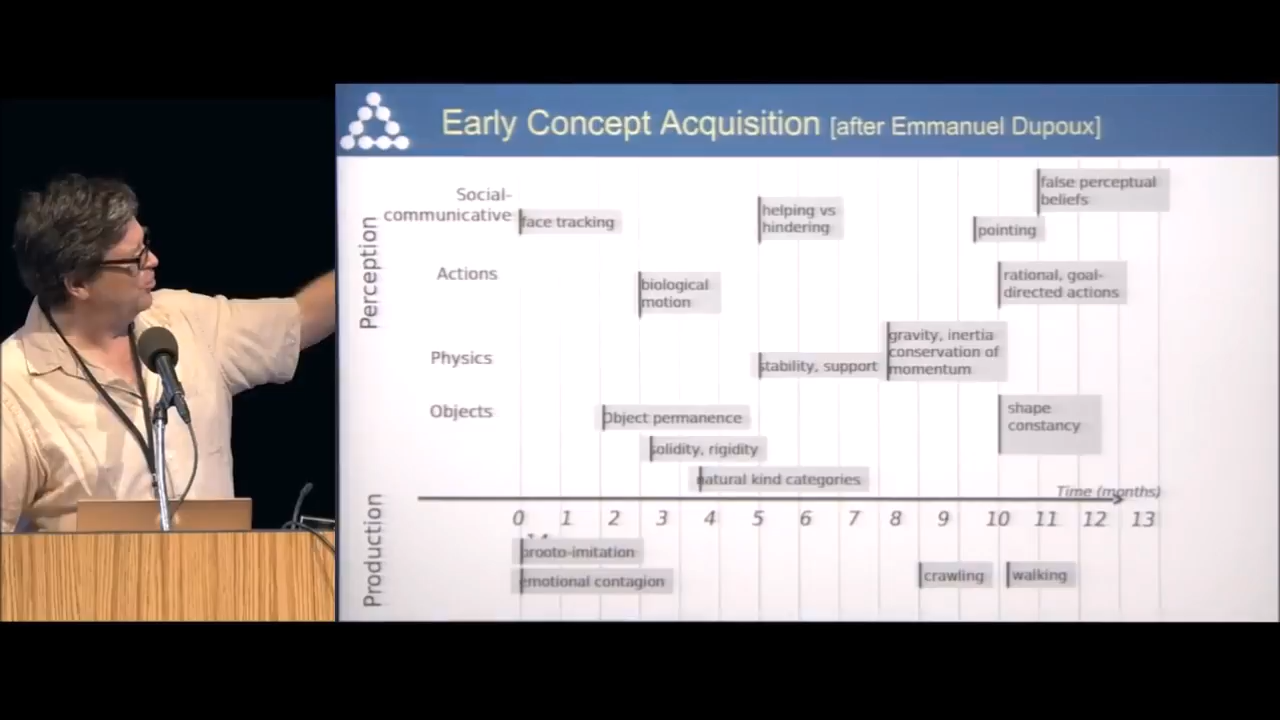 Early Concept Acquisition [after Emmanuel Dupoux]
Perception
Social-
communicative
face tracking
helping vs
hindering
false perceptual
beliefs
pointing
Actions
biological
motion
rational, goal-
directed actions
Physics
stability, support
gravity, inertia
conservation of
momentum
Objects
Object permanence
solidity, rigidity
natural kind categories
shape
constancy
Time (months)
0 1 2 3 4 5 6 7 8 9 10 11 12 13
Production
prooto-imitation
emotional contagion
crawling
walking